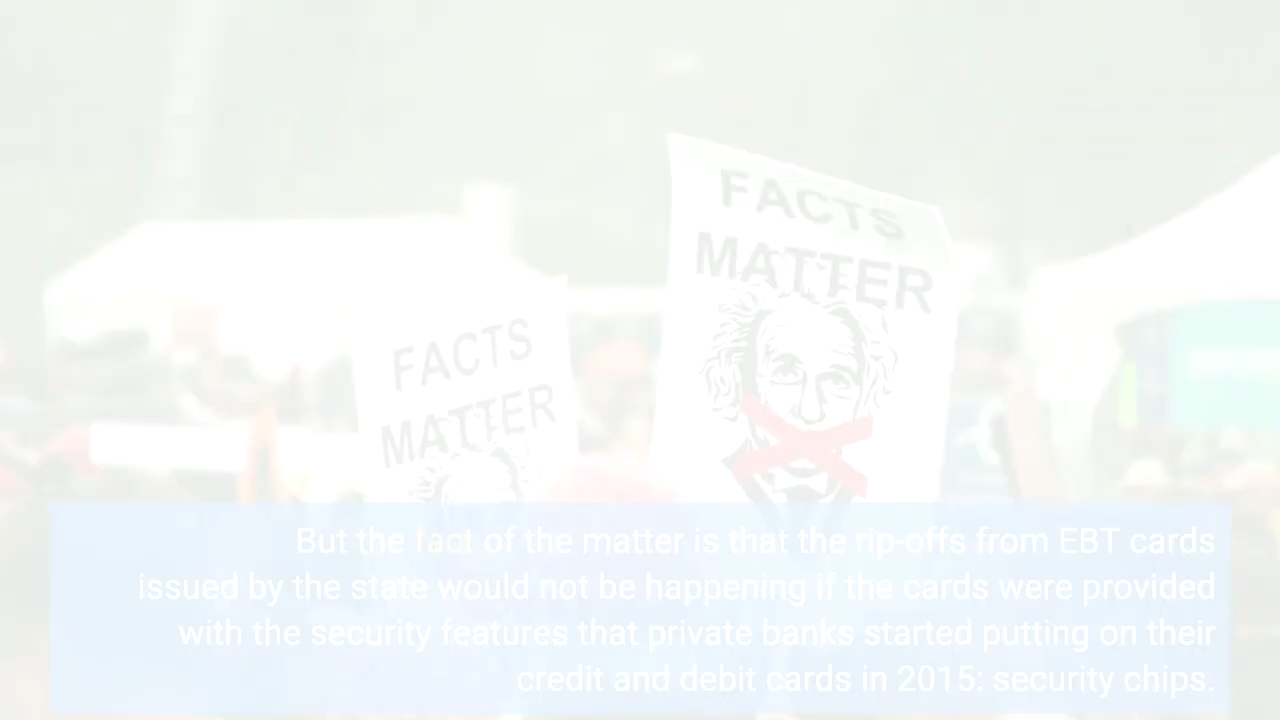 FACTS
MATTER
FACTS
MATTER
But the fact of the matter is that the rip-offs from EBT cards
issued by the state would not be happening if the cards were provided
with the security features that private banks started putting on their
credit and debit cards in 2015: security chips.